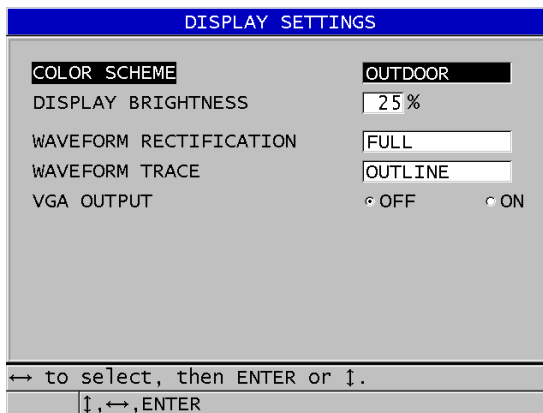 DISPLAY SETTINGS
COLOR SCHEME OUTDOOR
DISPLAY BRIGHTNESS 25%
WAVEFORM RECTIFICATION FULL
WAVEFORM TRACE OUTLINE
VGA OUTPUT OFF ON
↔ to select, then ENTER or ↕.
↕,↔,ENTER